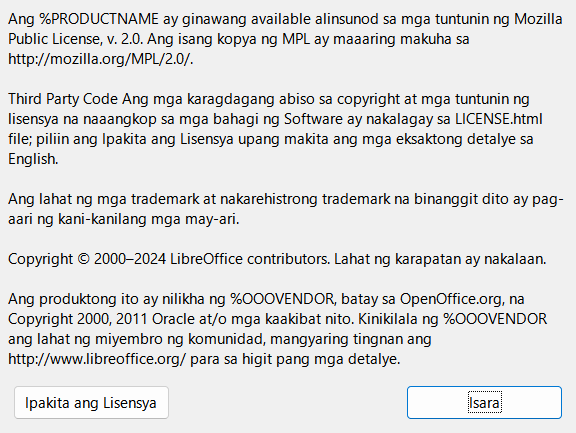 Ang %PRODUCTNAME ay ginawang available alinsunod sa mga tuntunin ng Mozilla
Public License, v. 2.0. Ang isang kopya ng MPL ay maaaring makuha sa
http://mozilla.org/MPL/2.0/.
Third Party Code Ang mga karagdagang abiso sa copyright at mga tuntunin ng
lisensya na naaangkop sa mga bahagi ng Software ay nakalagay sa LICENSE.html
file; piliin ang Ipakita ang Lisensya upang makita ang mga eksaktong detalye sa
English.
Ang lahat ng mga trademark at nakarehistrong trademark na binanggit dito ay pag-
aari ng kani-kanilang mga may-ari.
Copyright © 2000–2024 LibreOffice contributors. Lahat ng karapatan ay nakalaan.
Ang produktong ito ay nilikha ng %OOOVENDOR, batay sa OpenOffice.org, na
Copyright 2000, 2011 Oracle at/o mga kaakibat nito. Kinikilala ng %OOOVENDOR
ang lahat ng miyembro ng komunidad, mangyaring tingnan ang
http://www.libreoffice.org/ para sa higit pang mga detalye.
Ipakita ang Lisensya
Isara